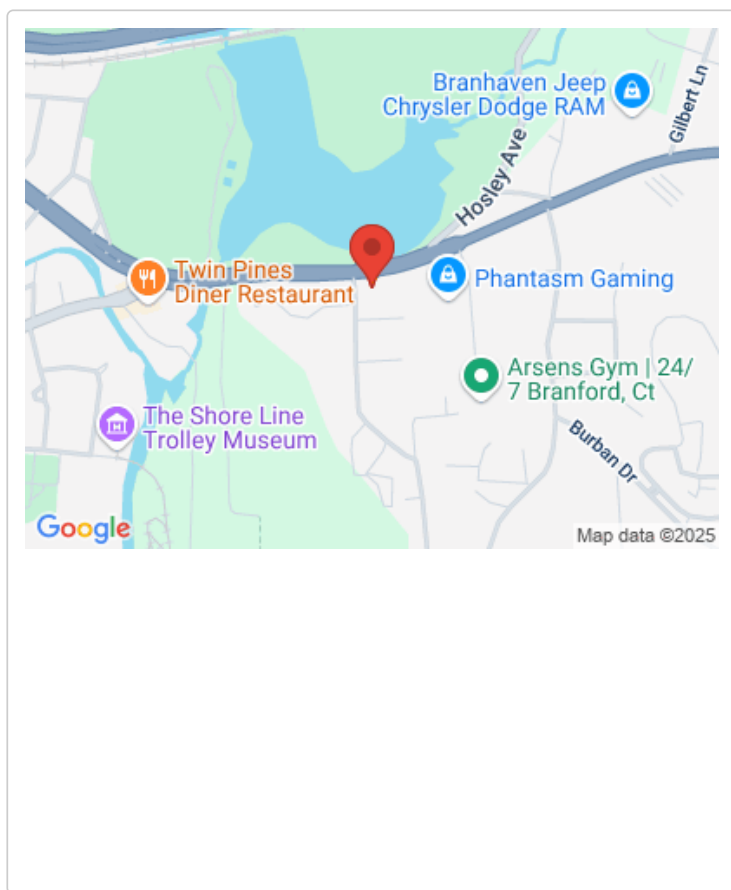 Branhaven Jeep
Chrysler Dodge RAM
Gilbert Ln
Hosley Ave
Twin Pines
Diner Restaurant
Phantasm Gaming
Arsens Gym | 24/
7 Branford, Ct
The Shore Line
Trolley Museum
Burban Dr
Google
Map data ©2025